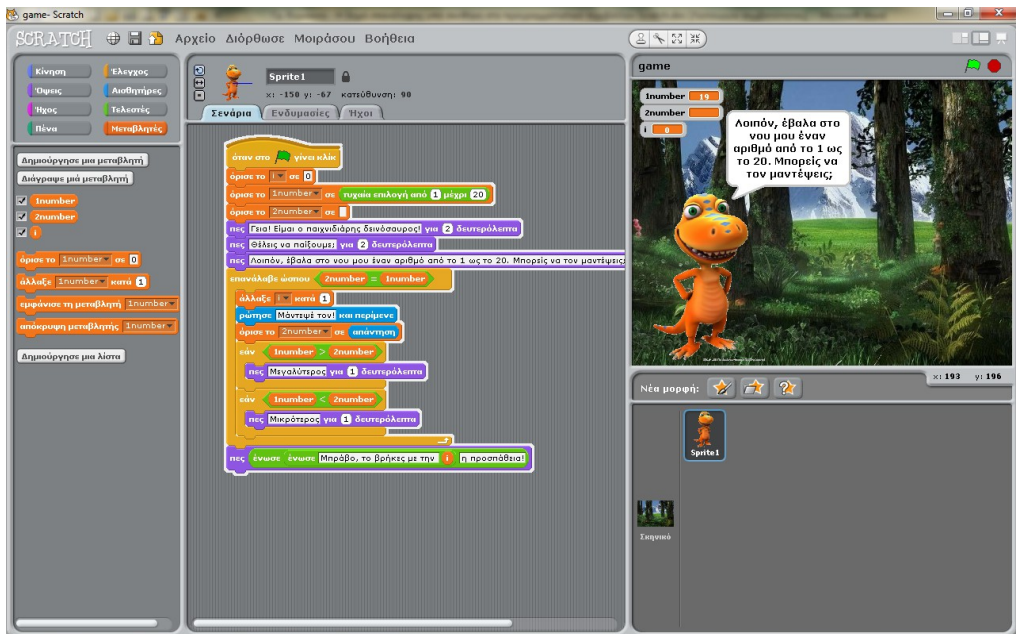 game- Scratch
SCRATCH Αρχείο Διόρθωσε Μοιράσου Βοήθεια
Κίνηση Έλεγχος
Όψεις Αισθητήρες
Ήχος Τελεστές
Πένα Μεταβλητές
Δημιούργησε μια μεταβλητή
Διάγραψε μιά μεταβλητή
1number
2number
i
όρισε το 1number σε 0
άλλαξε 1number κατά 1
εμφάνισε τη μεταβλητή 1number
απόκρυψη μεταβλητής 1number
Δημιούργησε μια λίστα
Sprite1
x: -150 y: -67 κατεύθυνση: 90
Σενάρια Ενδυμασίες Ήχοι
όταν στο γίνει κλίκ
όρισε το i σε 0
όρισε το 1number σε τυχαία επιλογή από 1 μέχρι 20
όρισε το 2number σε
πες Γεια! Είμαι ο παιχνιδιάρης δεινόσαυρος! για 2 δευτερόλεπτα
πες Θέλεις να παίξουμε; για 2 δευτερόλεπτα
πες Λοιπόν, έβαλα στο νου μου έναν αριθμό από το 1 ως το 20. Μπορείς να τον μαντέψεις;
επανάλαβε ώσπου 2number = 1number
άλλαξε i κατά 1
ρώτησε Μάντεψέ τον! και περίμενε
όρισε το 2number σε απάντηση
εάν 1number > 2number
πες Μεγαλύτερος για 1 δευτερόλεπτα
εάν 1number < 2number
πες Μικρότερος για 1 δευτερόλεπτα
πες ένωσε ένωσε Μπράβο, το βρήκες με την i η προσπάθεια!
game
1number 19
2number
i 0
Λοιπόν, έβαλα στο
νου μου έναν
αριθμό από το 1 ως
το 20. Μπορείς να
τον μαντέψεις;
x: 193 y: 196
Νέα μορφή:
Sprite1
Σκηνικό